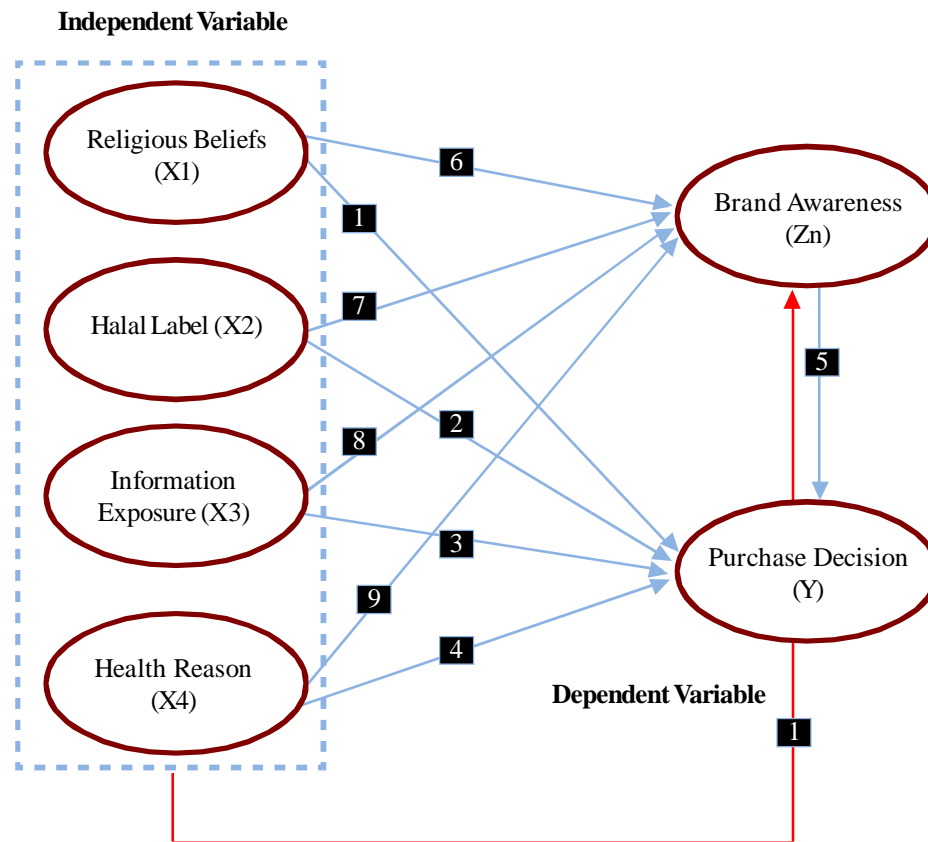 Independent Variable
Religious Beliefs
(X1)
6
Brand Awareness
(Zn)
1
Halal Label (X2)
7
5
2
8
Information
Exposure (X3)
3
Purchase Decision
(Y)
9
4
Health Reason
(X4)
Dependent Variable
1